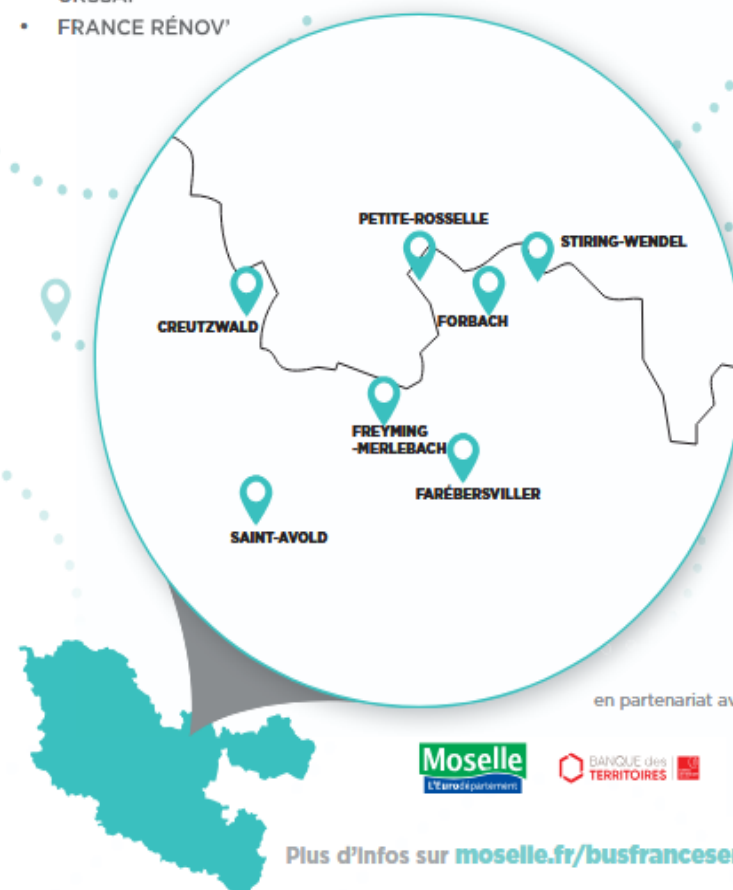 • FRANCE RÉNOV'
PETITE-ROSSELLE
STIRING-WENDEL
CREUTZWALD
FORBACH
FREYMING
-MERLEBACH
FARÉBERSVILLER
SAINT-AVOLD
en partenariat av
Moselle
L'Eurodépartement
BANQUE des
TERRITOIRES
Plus d'Infos sur moselle.fr/busfranceser